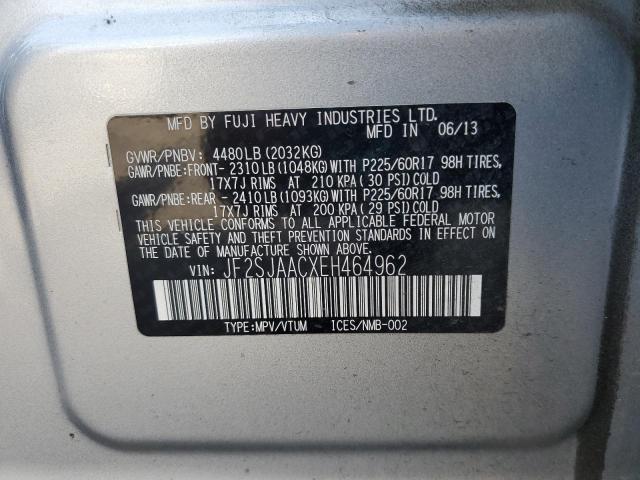 MFD BY FUJI HEAVY INDUSTRIES LTD.
MFD IN 06/13
GVWR/PNBV: 4480LB(2032KG)
GAWR/PNBE:FRONT- 2310LB(1048KG)WITH P225/60R17 98H TIRES,
17X7J RIMS AT 210 KPA(30 PSI)COLD
GAWR/PNBE:REAR - 2410LB(1093KG)WITH P225/60R17 98H TIRES,
17X7J RIMS AT 200 KPA(29 PSI)COLD
THIS VEHICLE CONFORMS TO ALL APPLICABLE FEDERAL MOTOR
VEHICLE SAFETY AND THEFT PREVENTION STANDARDS IN EFFECT ON
THE DATE OF MANUFACTURE SHOWN ABOVE.
VIN: JF2SJAACXEH464962
TYPE:MPV/VTUM ICES/NMB-002